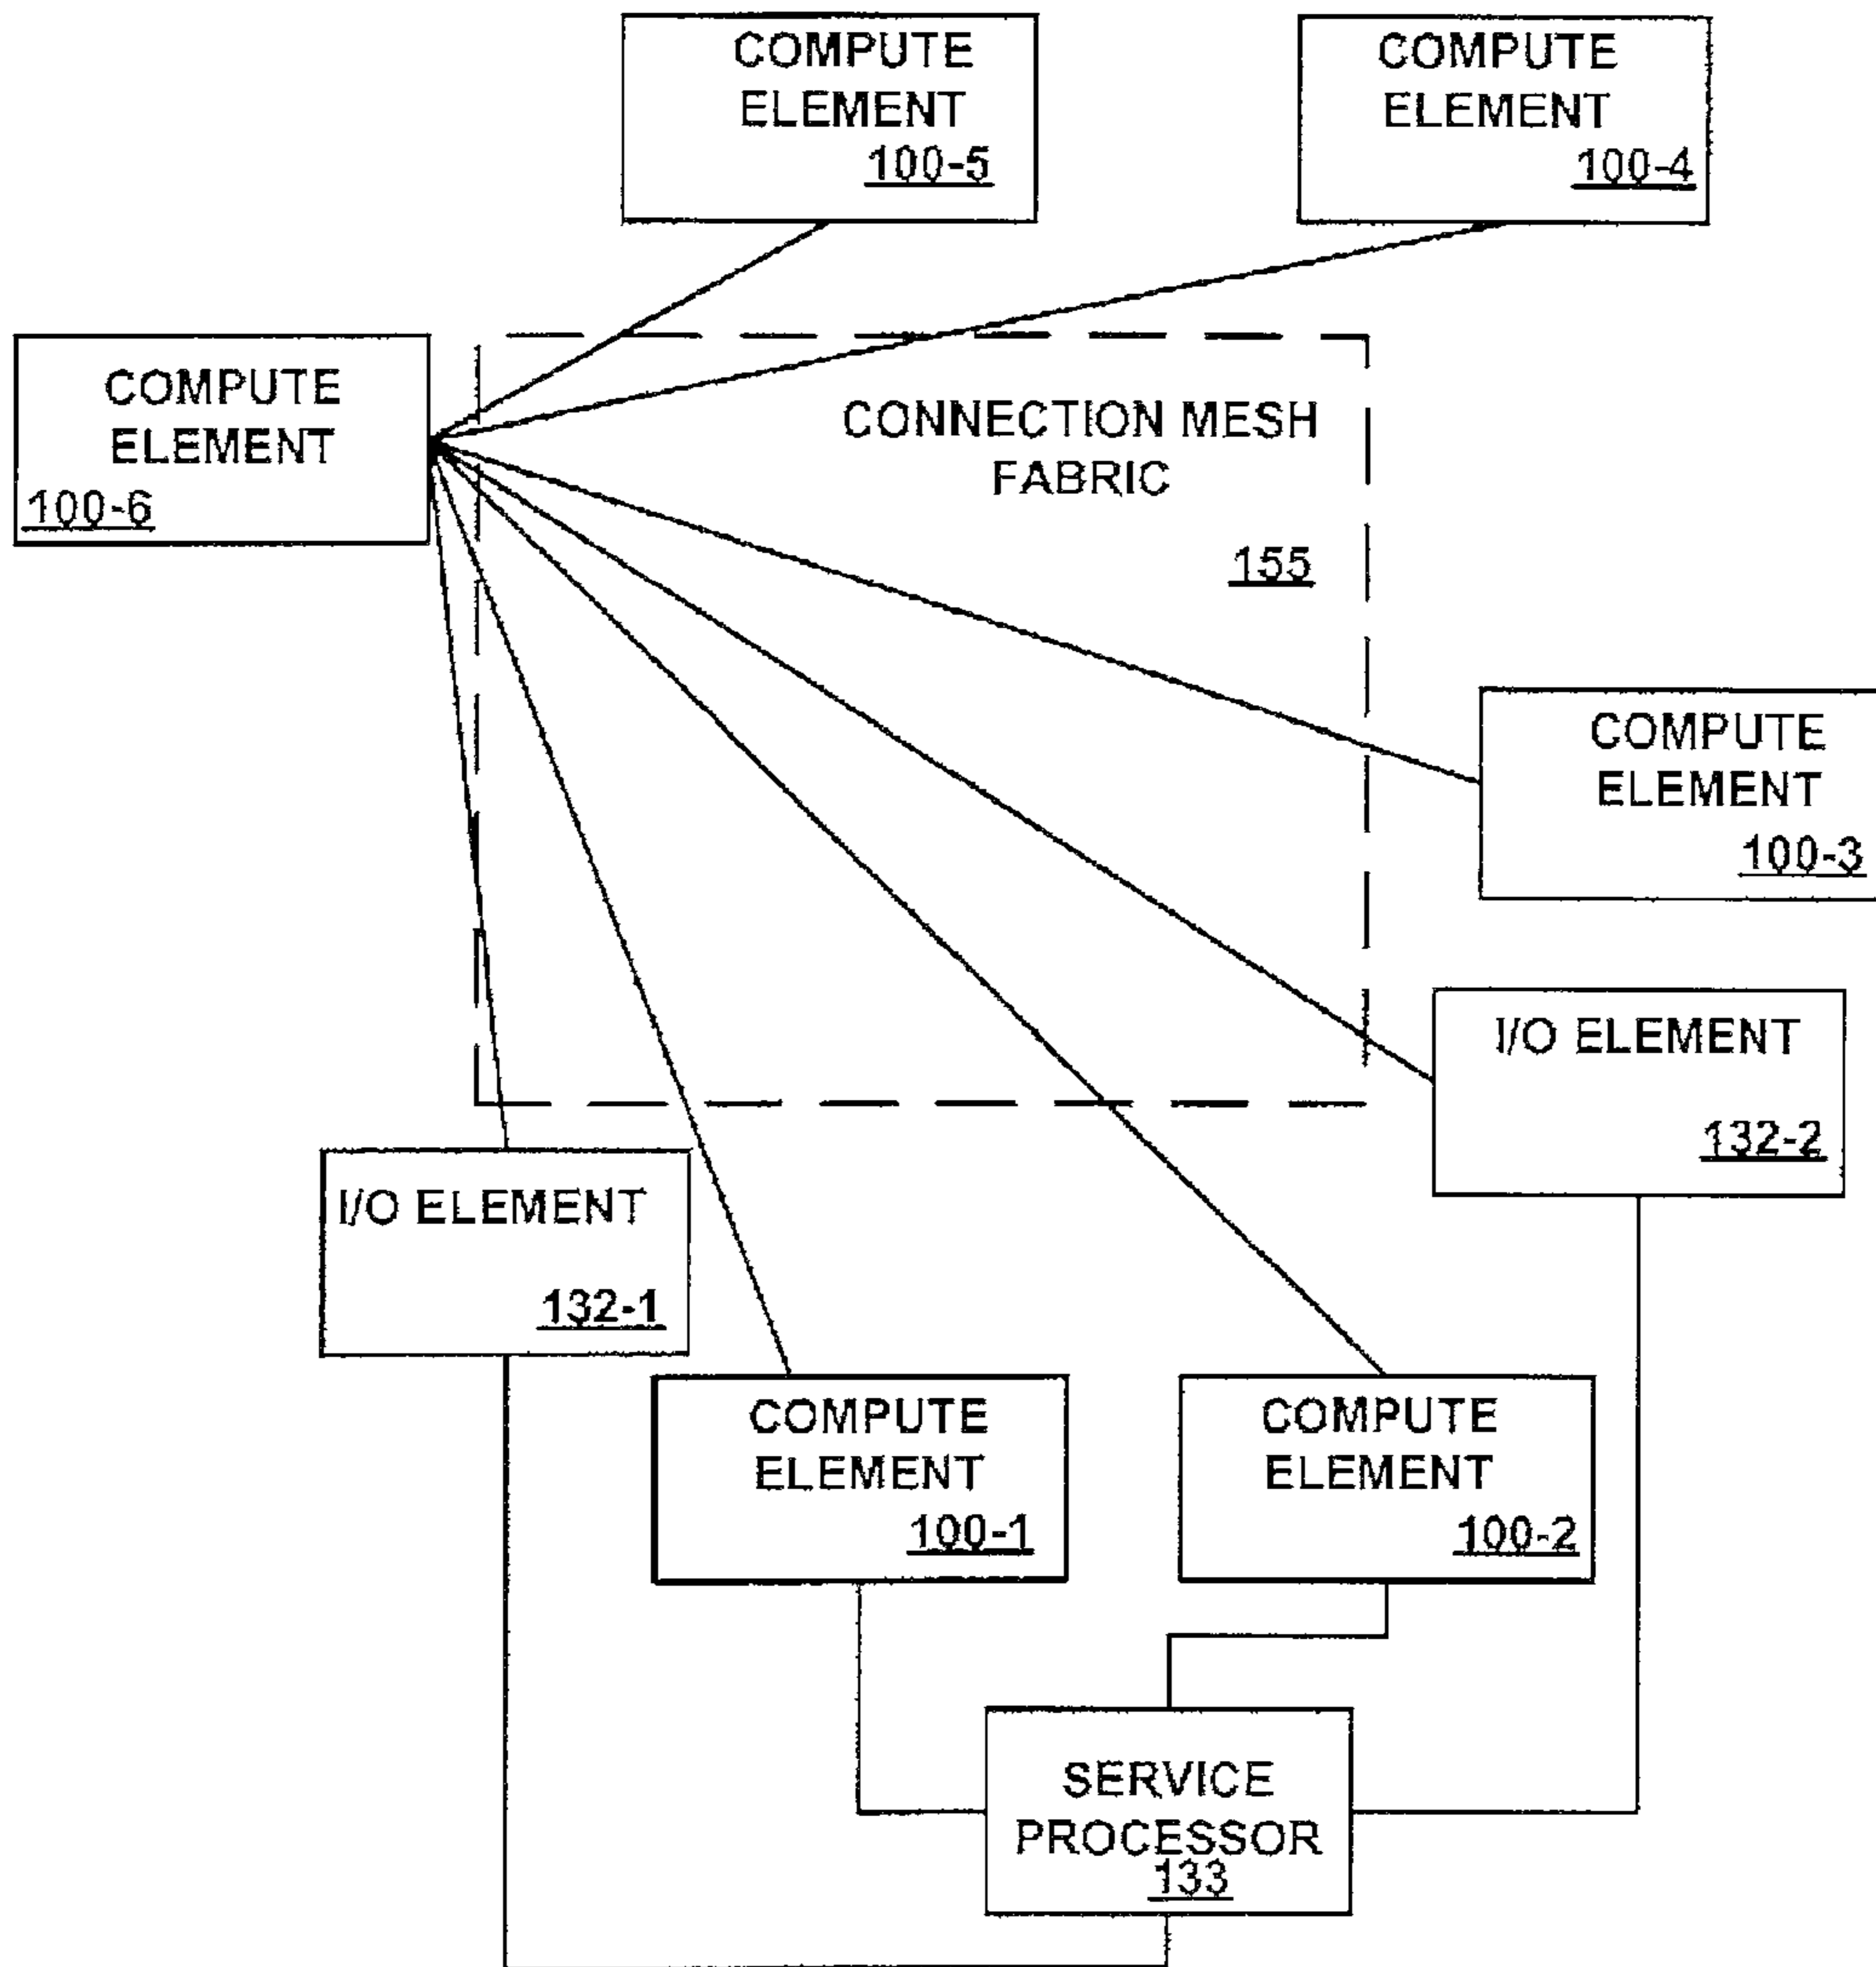 COMPUTE
ELEMENT
100-5
COMPUTE
ELEMENT
100-4
COMPUTE
ELEMENT
100-6
CONNECTION MESH
FABRIC
155
COMPUTE
ELEMENT
100-3
I/O ELEMENT
132-2
I/O ELEMENT
132-1
COMPUTE
ELEMENT
100-1
COMPUTE
ELEMENT
100-2
SERVICE
PROCESSOR
133